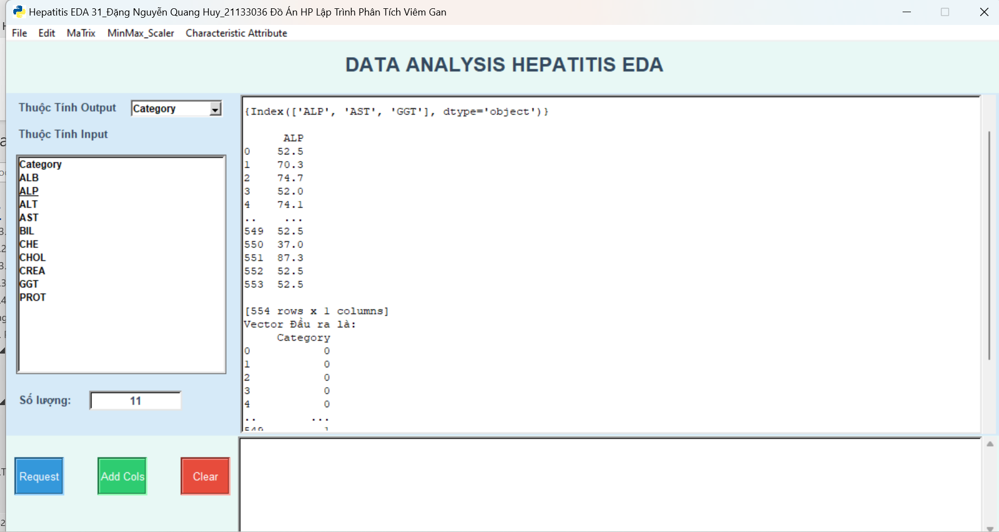 Hepatitis EDA 31_Đặng Nguyễn Quang Huy_21133036 Đồ Án HP Lập Trình Phân Tích Viêm Gan
File Edit MaTrix MinMax_Scaler Characteristic Attribute
DATA ANALYSIS HEPATITIS EDA
Thuộc Tính Output Category
Thuộc Tính Input
Category
ALB
ALP
ALT
AST
BIL
CHE
CHOL
CREA
GGT
PROT
Số lượng: 11
Request Add Cols Clear
{Index(['ALP', 'AST', 'GGT'], dtype='object')}
ALP
0 52.5
1 70.3
2 74.7
3 52.0
4 74.1
.. ...
549 52.5
550 37.0
551 87.3
552 52.5
553 52.5
[554 rows x 1 columns]
Vector Đầu ra là:
Category
0 0
1 0
2 0
3 0
4 0
.. ...
549 1